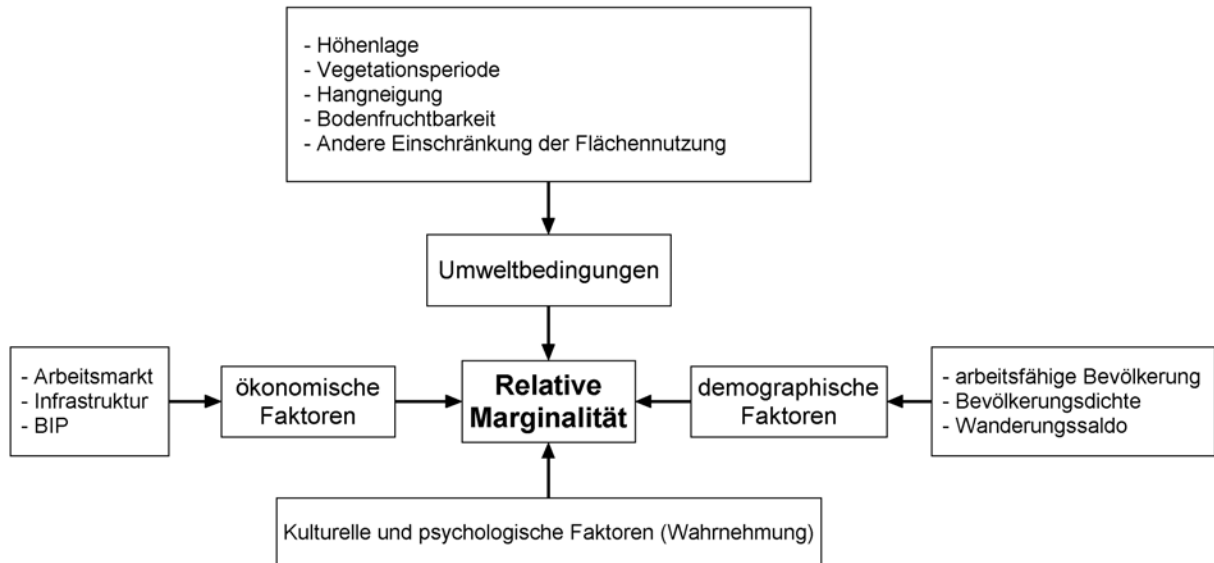 - Höhenlage
- Vegetationsperiode
- Hangneigung
- Bodenfruchtbarkeit
- Andere Einschränkung der Flächennutzung
Umweltbedingungen
- Arbeitsmarkt
- Infrastruktur
- BIP
ökonomische
Faktoren
Relative
Marginalität
demographische
Faktoren
- arbeitsfähige Bevölkerung
- Bevölkerungsdichte
- Wanderungssaldo
Kulturelle und psychologische Faktoren (Wahrnehmung)